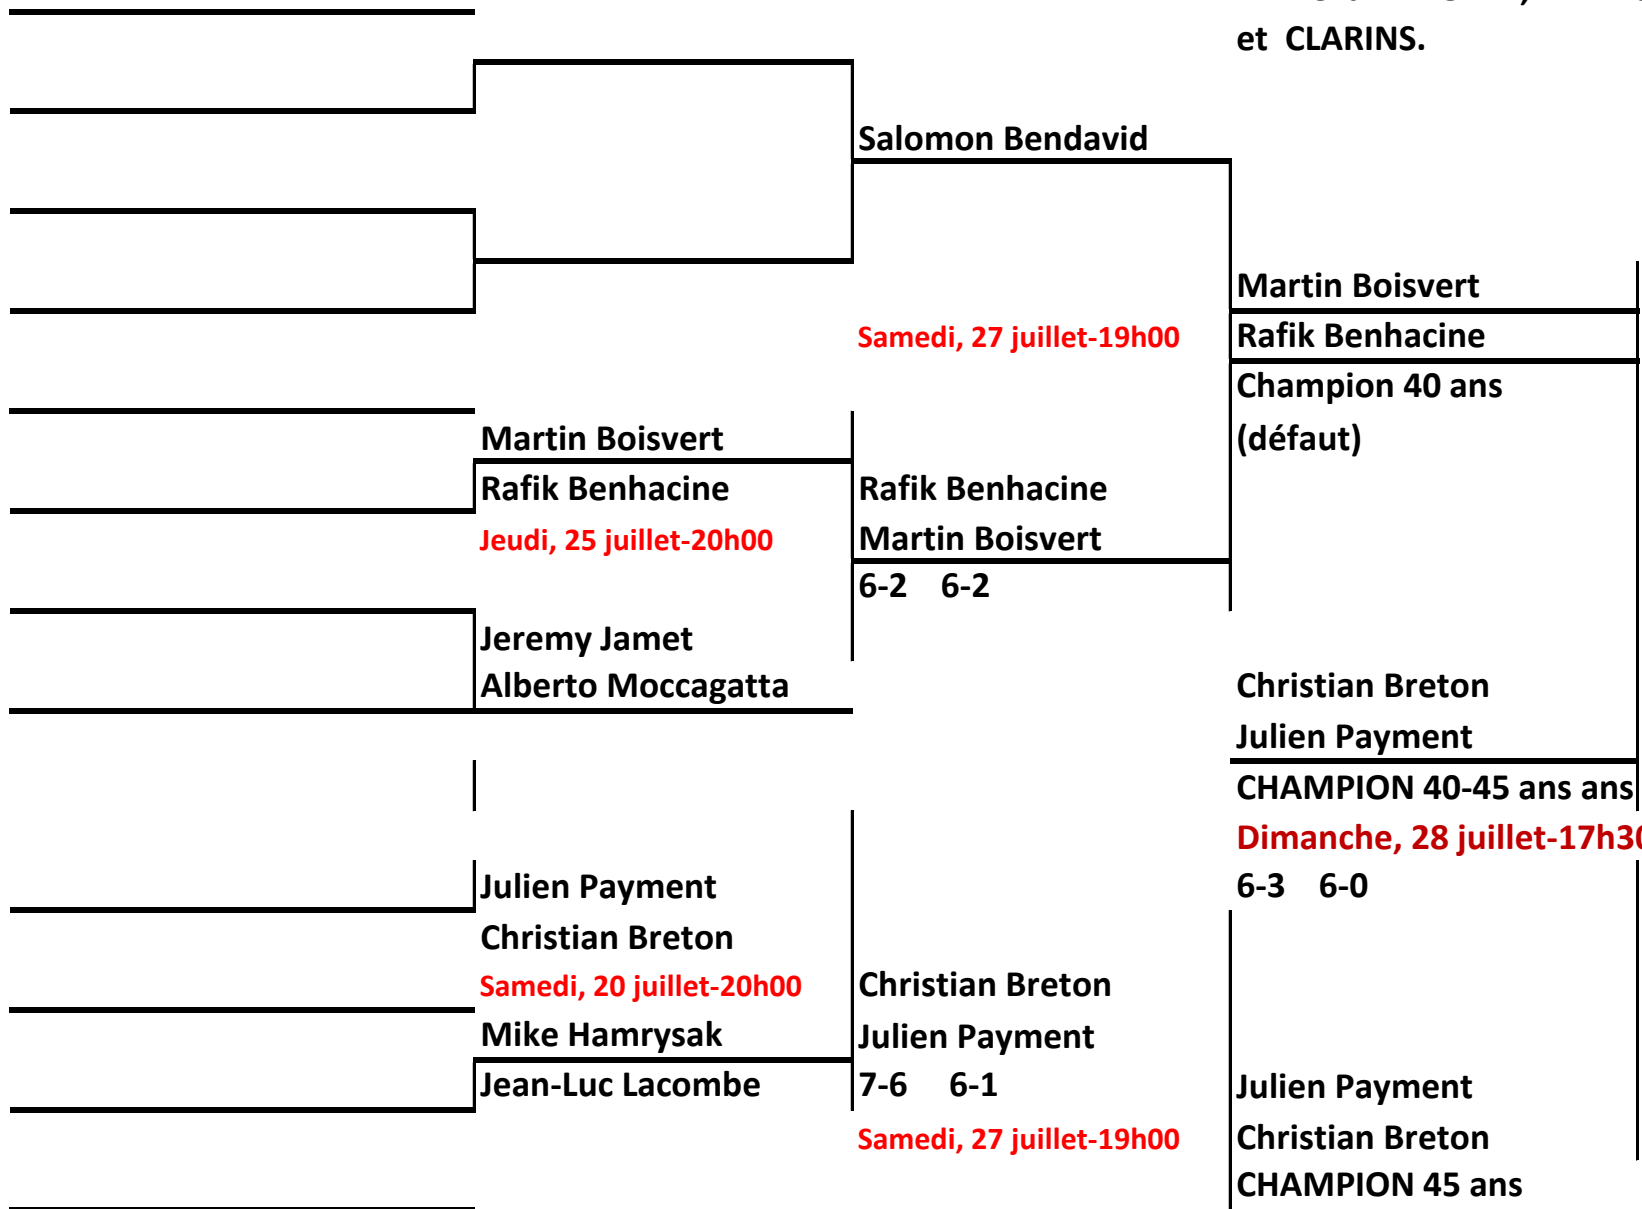 et CLARINS.
Salomon Bendavid
Martin Boisvert
Samedi, 27 juillet-19h00
Rafik Benhacine
Champion 40 ans
(défaut)
Martin Boisvert
Rafik Benhacine
Jeudi, 25 juillet-20h00
Rafik Benhacine
Martin Boisvert
6-2 6-2
Jeremy Jamet
Alberto Moccagatta
Christian Breton
Julien Payment
CHAMPION 40-45 ans ans
Dimanche, 28 juillet-17h30
6-3 6-0
Julien Payment
Christian Breton
Samedi, 20 juillet-20h00
Mike Hamrysak
Jean-Luc Lacombe
Christian Breton
Julien Payment
7-6 6-1
Samedi, 27 juillet-19h00
Julien Payment
Christian Breton
CHAMPION 45 ans